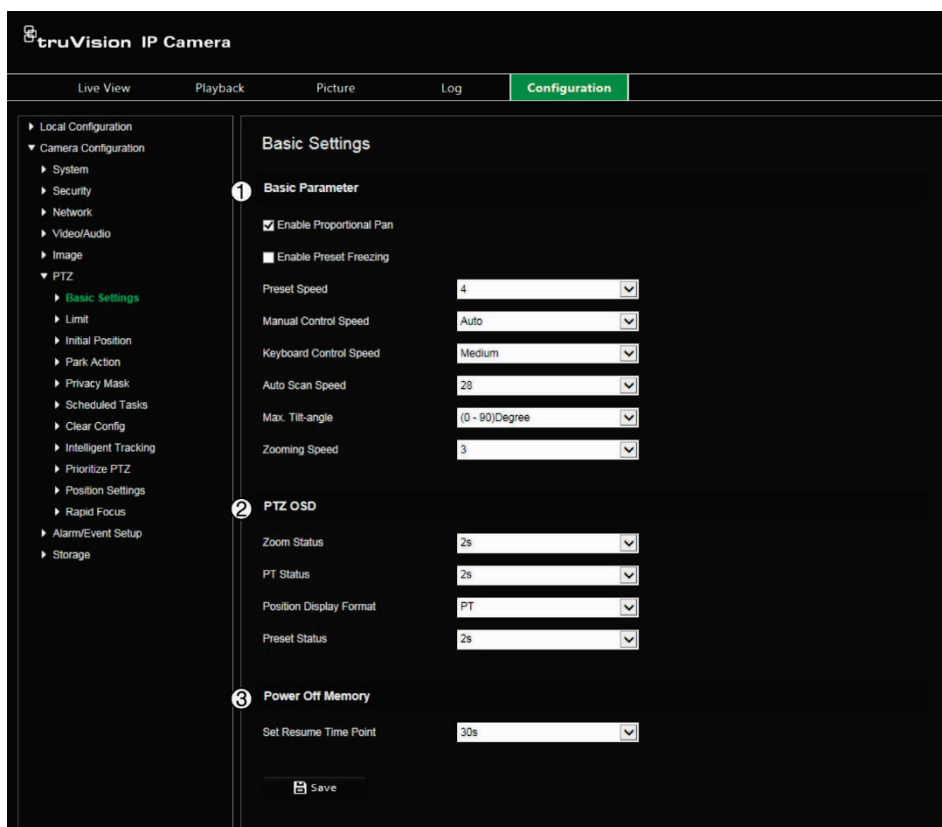 truVision IP Camera
Live View Playback Picture Log Configuration
Local Configuration
Camera Configuration
System
Security
Network
Video/Audio
Image
PTZ
Basic Settings
Limit
Initial Position
Park Action
Privacy Mask
Scheduled Tasks
Clear Config
Intelligent Tracking
Prioritize PTZ
Position Settings
Rapid Focus
Alarm/Event Setup
Storage
Basic Settings
① Basic Parameter
Enable Proportional Pan
Enable Preset Freezing
Preset Speed 4
Manual Control Speed Auto
Keyboard Control Speed Medium
Auto Scan Speed 28
Max. Tilt-angle (0 - 90)Degree
Zooming Speed 3
② PTZ OSD
Zoom Status 2s
PT Status 2s
Position Display Format PT
Preset Status 2s
③ Power Off Memory
Set Resume Time Point 30s
Save